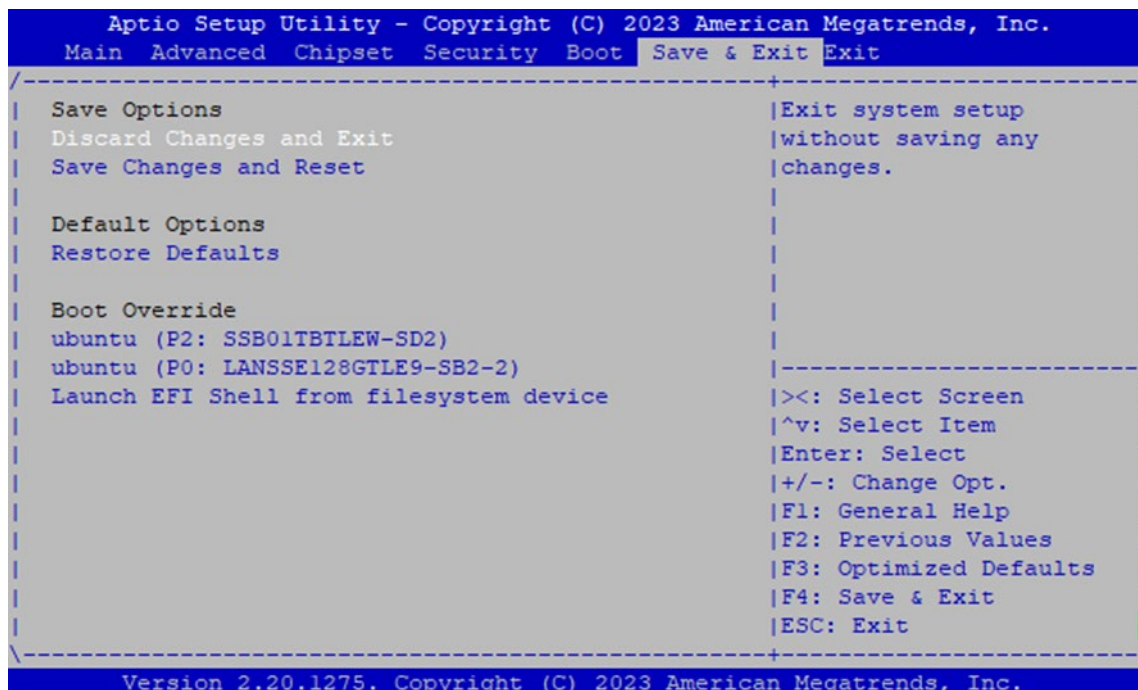 Aptio Setup Utility - Copyright (C) 2023 American Megatrends, Inc.
Main Advanced Chipset Security Boot Save & Exit Exit
/----------------------------------------------------+-------------------------
| Save Options |Exit system setup
| Discard Changes and Exit |without saving any
| Save Changes and Reset |changes.
| |
| Default Options |
| Restore Defaults |
| |
| Boot Override |
| ubuntu (P2: SSB01TBTLEW-SD2) |
| ubuntu (P0: LANSSE128GTLE9-SB2-2) |-------------------------
| Launch EFI Shell from filesystem device |><: Select Screen
| |^v: Select Item
| |Enter: Select
| |+/-: Change Opt.
| |F1: General Help
| |F2: Previous Values
| |F3: Optimized Defaults
| |F4: Save & Exit
| |ESC: Exit
\----------------------------------------------------+-------------------------
Version 2.20.1275. Copyright (C) 2023 American Megatrends, Inc.